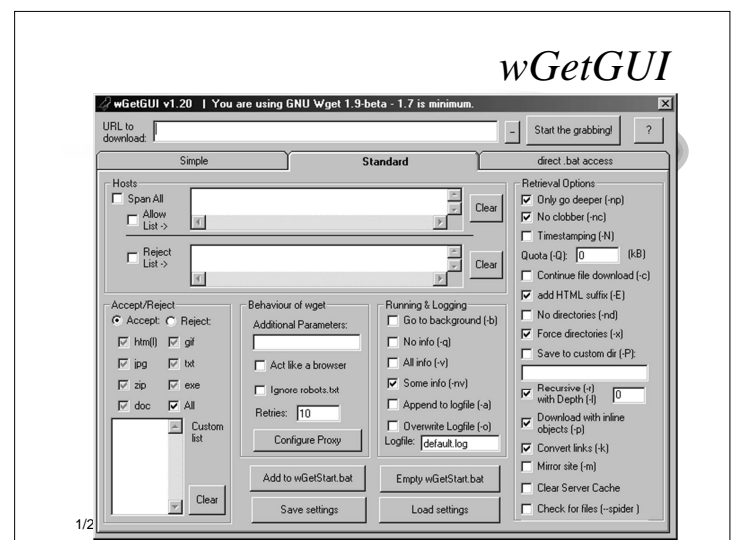 wGetGUI
wGetGUI v1.20 | You are using GNU Wget 1.9-beta - 1.7 is minimum.
URL to download:
Start the grabbing!
?
Simple
Standard
direct .bat access
Hosts
Span All
Allow List ->
Clear
Reject List ->
Clear
Accept/Reject
Accept:
Reject:
htm(l)
gif
jpg
txt
zip
exe
doc
All
Custom list
Clear
Behaviour of wget
Additional Parameters:
Act like a browser
Ignore robots.txt
Retries: 10
Configure Proxy
Running & Logging
Go to background (-b)
No info (-q)
All info (-v)
Some info (-nv)
Append to logfile (-a)
Overwrite Logfile (-o)
Logfile: default.log
Add to wGetStart.bat
Empty wGetStart.bat
Save settings
Load settings
Retrieval Options
Only go deeper (-np)
No clobber (-nc)
Timestamping (-N)
Quota (-Q): 0 (kB)
Continue file download (-c)
add HTML suffix (-E)
No directories (-nd)
Force directories (-x)
Save to custom dir (-P):
Recursive (-r)
with Depth (-l) 0
Download with inline
objects (-p)
Convert links (-k)
Mirror site (-m)
Clear Server Cache
Check for files (--spider )
1/2